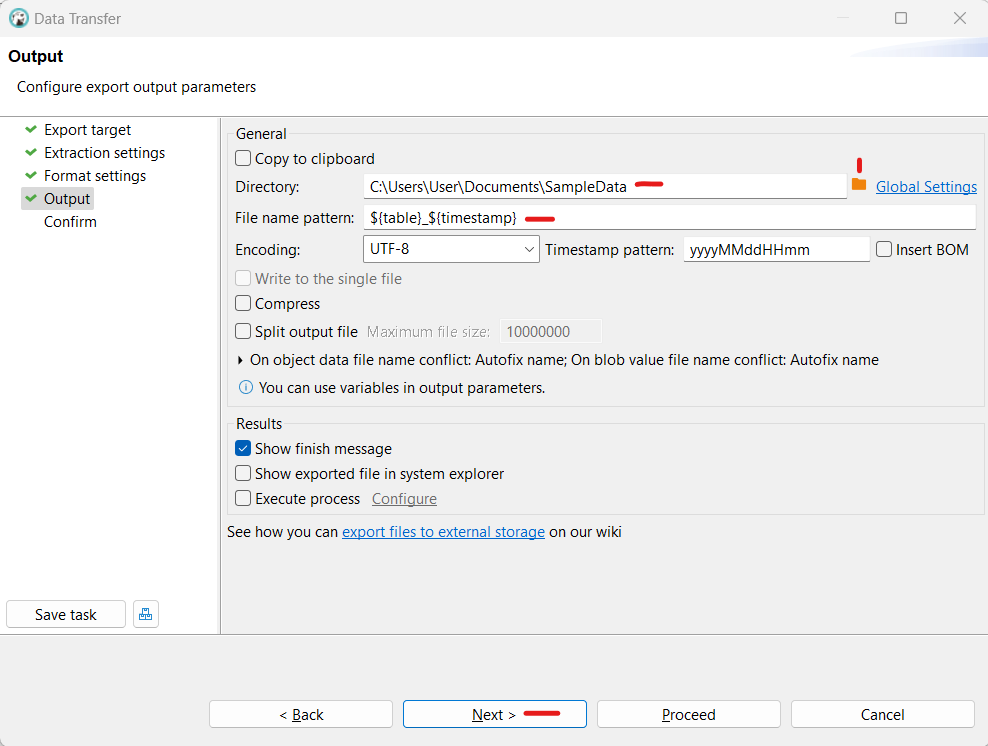 Data Transfer
Output
Configure export output parameters
Export target
Extraction settings
Format settings
Output
Confirm
General
Copy to clipboard
Directory: C:\Users\User\Documents\SampleData Global Settings
File name pattern: ${table}_${timestamp}
Encoding: UTF-8 Timestamp pattern: yyyyMMddHHmm Insert BOM
Write to the single file
Compress
Split output file Maximum file size: 10000000
On object data file name conflict: Autofix name; On blob value file name conflict: Autofix name
You can use variables in output parameters.
Results
Show finish message
Show exported file in system explorer
Execute process Configure
See how you can export files to external storage on our wiki
Save task
< Back Next > Proceed Cancel